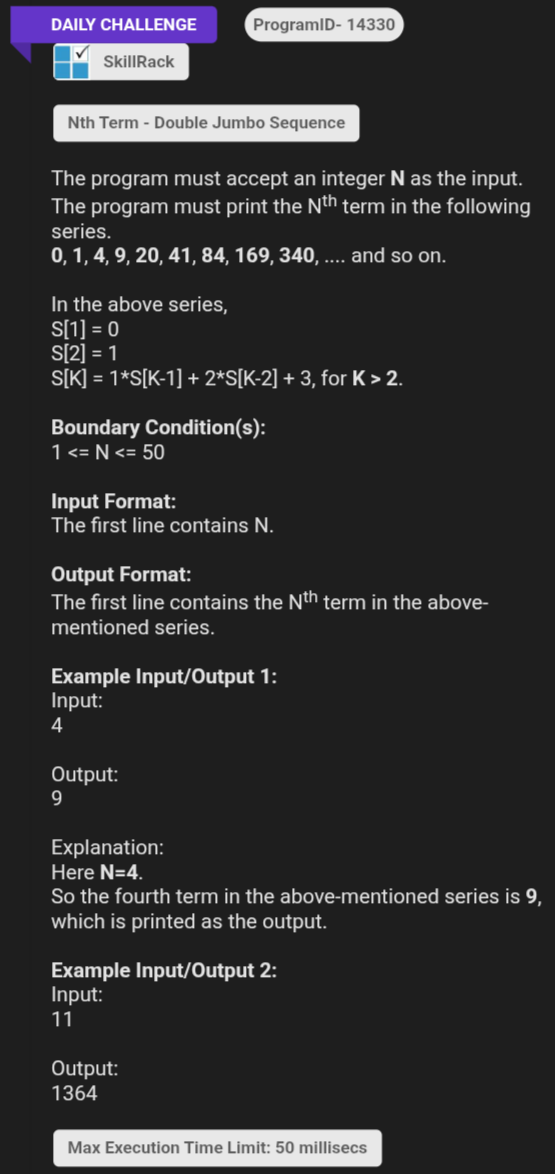 DAILY CHALLENGE
ProgramID- 14330
SkillRack
Nth Term - Double Jumbo Sequence
The program must accept an integer N as the input.
The program must print the Nth term in the following
series.
0, 1, 4, 9, 20, 41, 84, 169, 340, .... and so on.
In the above series,
S[1] = 0
S[2] = 1
S[K] = 1*S[K-1] + 2*S[K-2] + 3, for K > 2.
Boundary Condition(s):
1 <= N <= 50
Input Format:
The first line contains N.
Output Format:
The first line contains the Nth term in the above-
mentioned series.
Example Input/Output 1:
Input:
4
Output:
9
Explanation:
Here N=4.
So the fourth term in the above-mentioned series is 9,
which is printed as the output.
Example Input/Output 2:
Input:
11
Output:
1364
Max Execution Time Limit: 50 millisecs